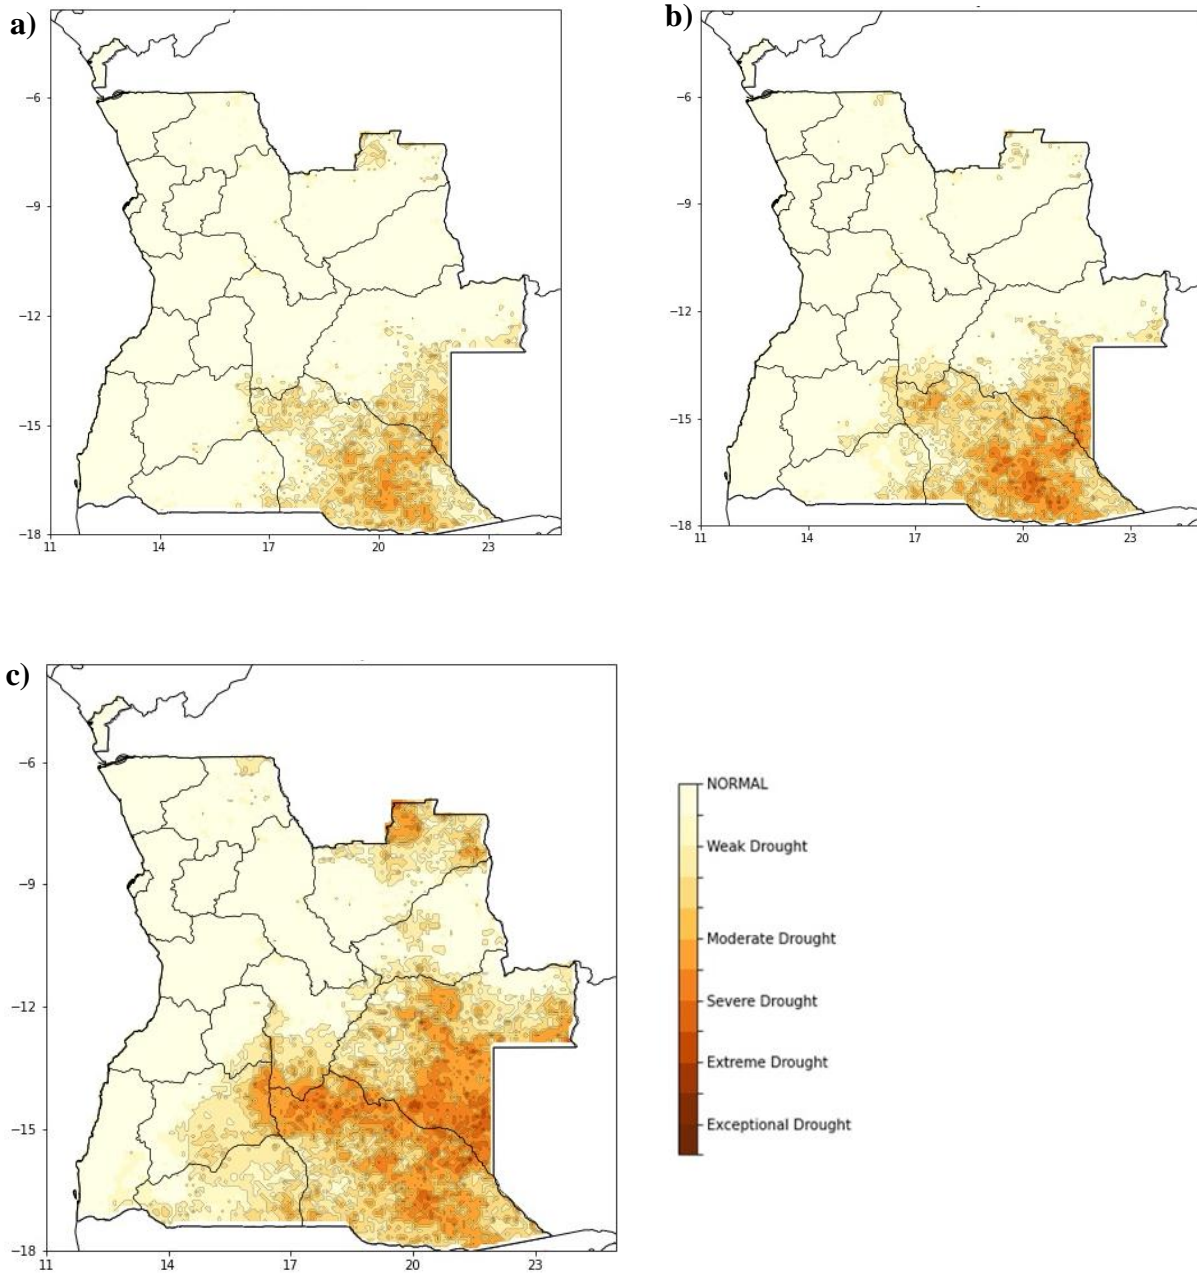 a)
−6
−9
−12
−15
−18
11 14 17 20 23
b)
−6
−9
−12
−15
−18
11 14 17 20 23
c)
−6
−9
−12
−15
−18
11 14 17 20 23
NORMAL
Weak Drought
Moderate Drought
Severe Drought
Extreme Drought
Exceptional Drought